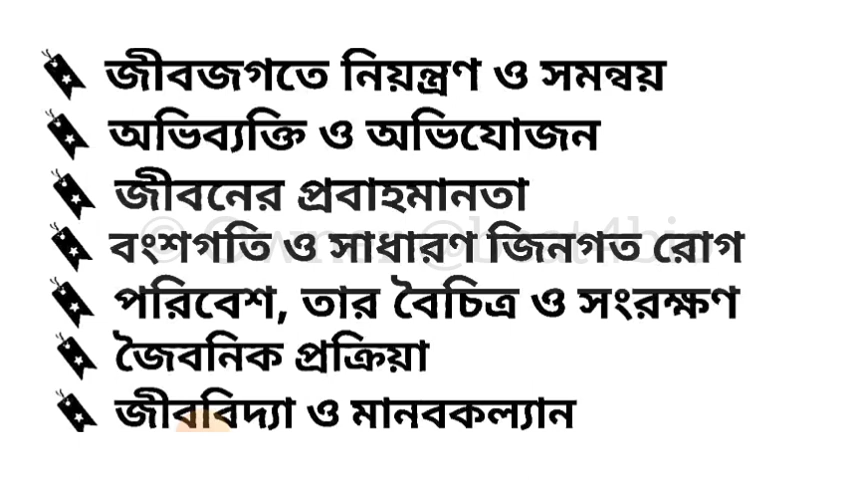 জীবজগতে নিয়ন্ত্রণ ও সমন্বয়
অভিব্যক্তি ও অভিযোজন
জীবনের প্রবাহমানতা
বংশগতি ও সাধারণ জিনগত রোগ
পরিবেশ, তার বৈচিত্র ও সংরক্ষণ
জৈবনিক প্রক্রিয়া
জীববিদ্যা ও মানবকল্যান